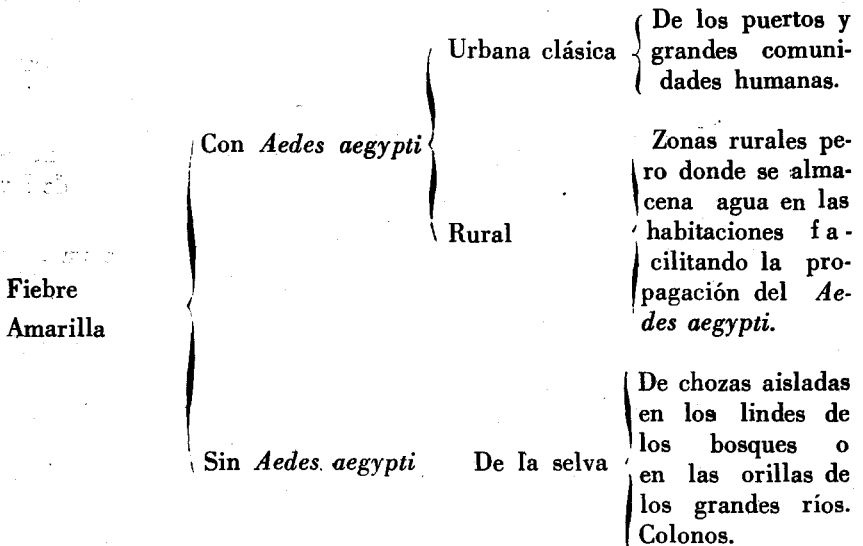 Fiebre
Amarilla
Con Aedes aegypti
Urbana clásica
De los puertos y
grandes comuni-
dades humanas.
Rural
Zonas rurales pe-
ro donde se alma-
cena agua en las
habitaciones fa-
cilitando la pro-
pagación del Ae-
des aegypti.
Sin Aedes. aegypti
De la selva
De chozas aisladas
en los lindes de
los bosques o
en las orillas de
los grandes ríos.
Colonos.